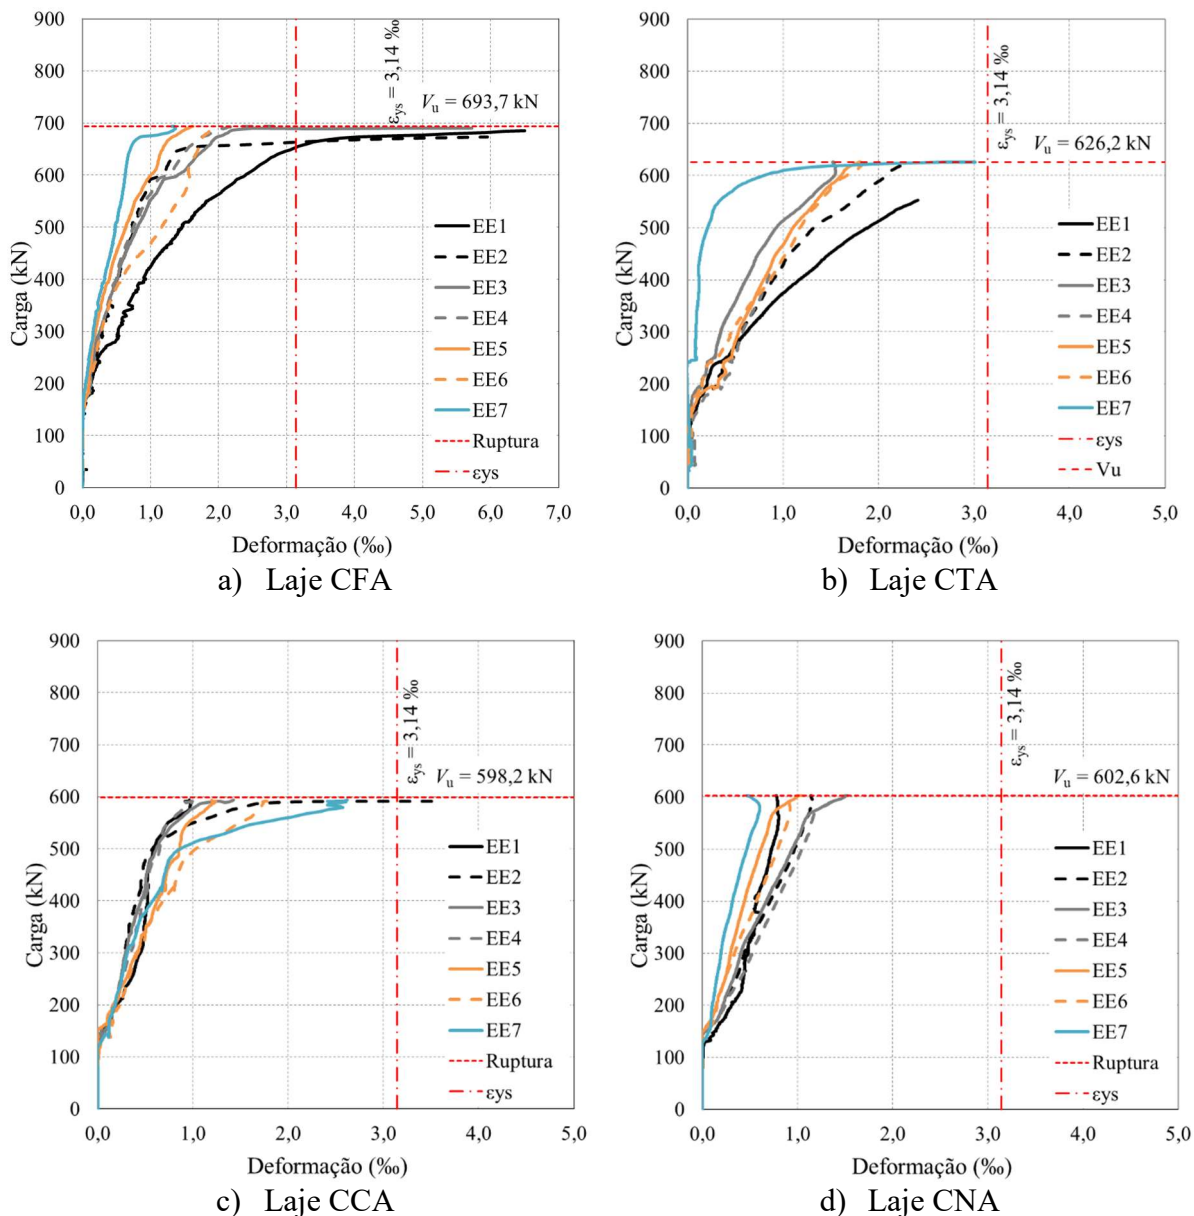 900
800
700
600
500
400
300
200
100
0
Carga (kN)
εys = 3,14 ‰
Vu = 693,7 kN
EE1
EE2
EE3
EE4
EE5
EE6
EE7
Ruptura
εys
0,0 1,0 2,0 3,0 4,0 5,0 6,0 7,0
Deformação (‰)
a) Laje CFA
900
800
700
600
500
400
300
200
100
0
Carga (kN)
εys = 3,14 ‰
Vu = 626,2 kN
EE1
EE2
EE3
EE4
EE5
EE6
EE7
εys
Vu
0,0 1,0 2,0 3,0 4,0 5,0
Deformação (‰)
b) Laje CTA
900
800
700
600
500
400
300
200
100
0
Carga (kN)
εys = 3,14 ‰
Vu = 598,2 kN
EE1
EE2
EE3
EE4
EE5
EE6
EE7
Ruptura
εys
0,0 1,0 2,0 3,0 4,0 5,0
Deformação (‰)
c) Laje CCA
900
800
700
600
500
400
300
200
100
0
Carga (kN)
εys = 3,14 ‰
Vu = 602,6 kN
EE1
EE2
EE3
EE4
EE5
EE6
EE7
Ruptura
εys
0,0 1,0 2,0 3,0 4,0 5,0
Deformação (‰)
d) Laje CNA